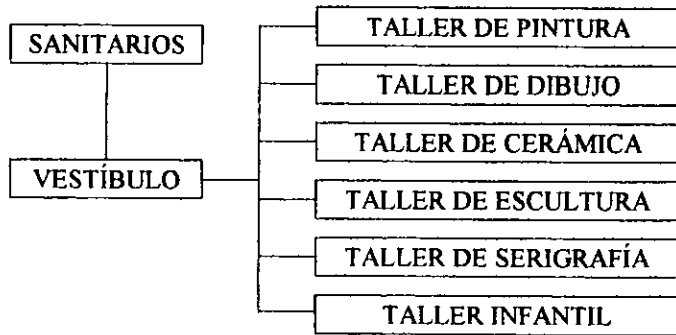 SANITARIOS
VESTÍBULO
TALLER DE PINTURA
TALLER DE DIBUJO
TALLER DE CERÁMICA
TALLER DE ESCULTURA
TALLER DE SERIGRAFÍA
TALLER INFANTIL